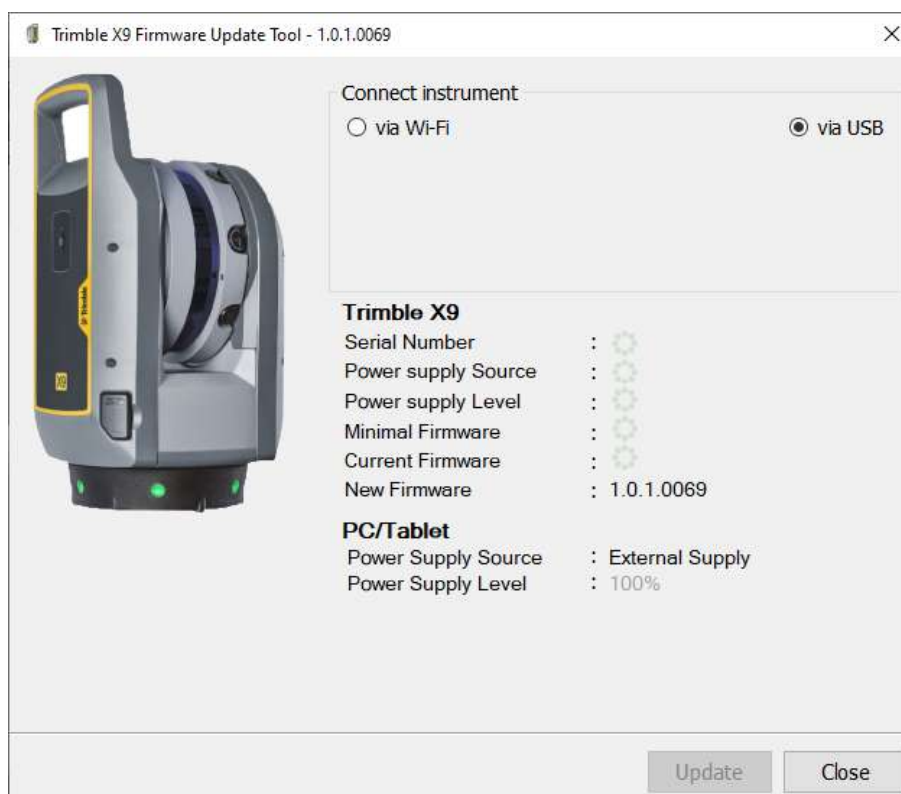 Trimble X9 Firmware Update Tool - 1.0.1.0069
Connect instrument
via Wi-Fi
via USB
Trimble
X9
Trimble X9
Serial Number :
Power supply Source :
Power supply Level :
Minimal Firmware :
Current Firmware :
New Firmware : 1.0.1.0069
PC/Tablet
Power Supply Source : External Supply
Power Supply Level : 100%
Update
Close